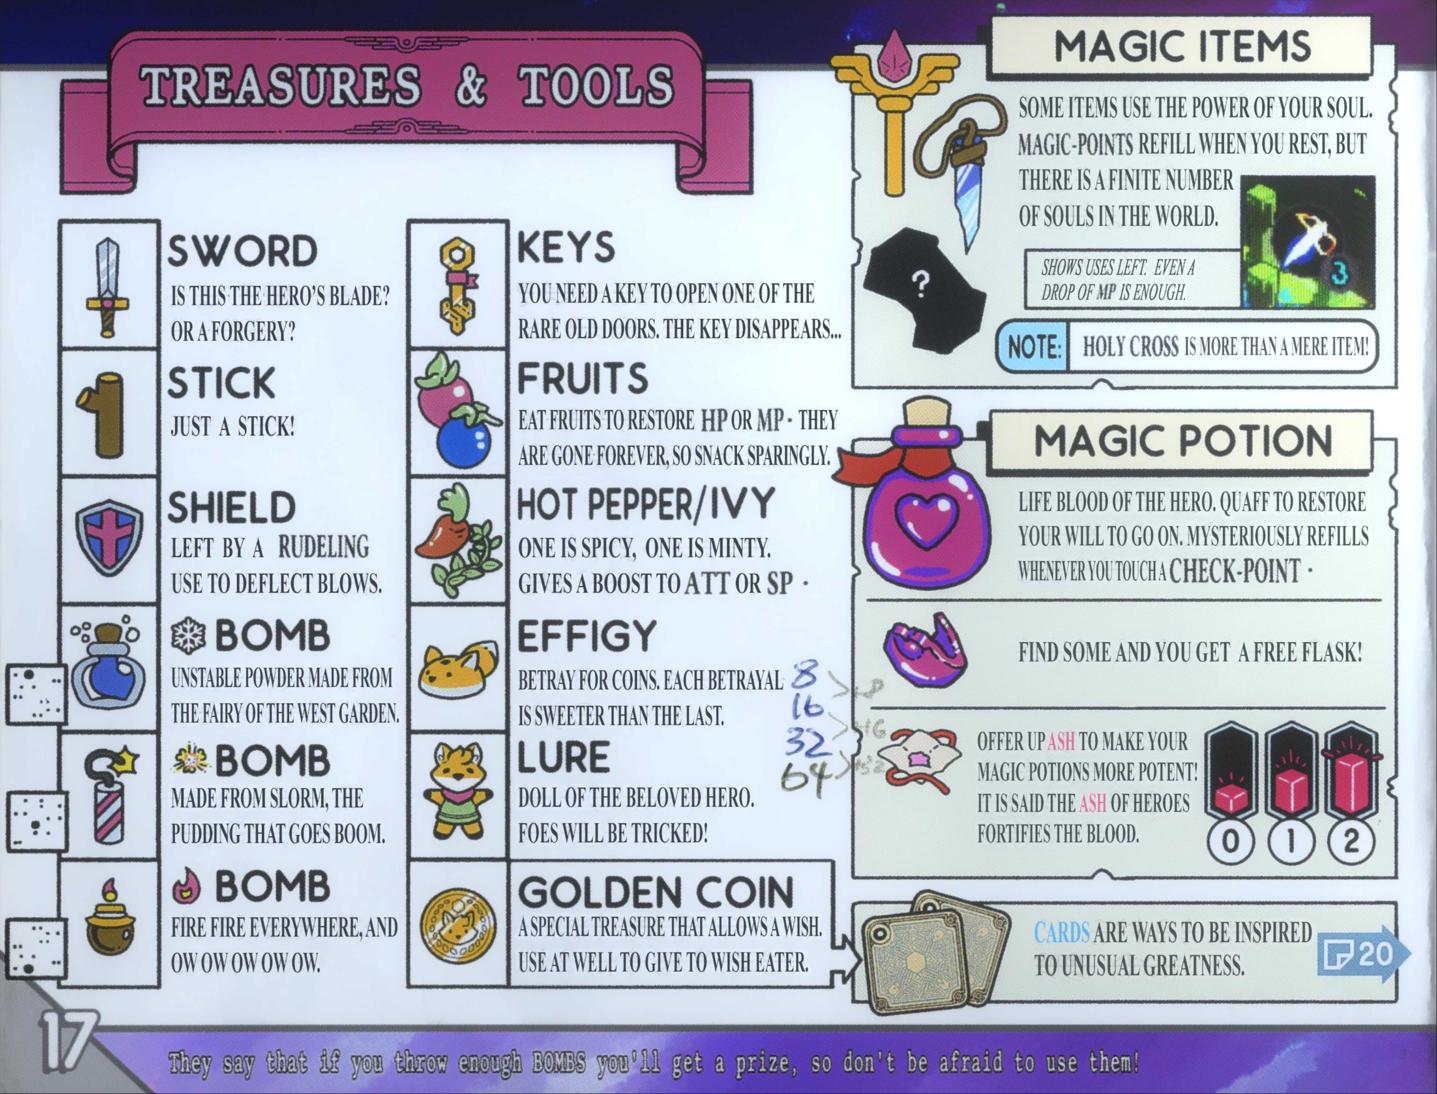 TREASURES & TOOLS
SWORD
IS THIS THE HERO'S BLADE?
OR A FORGERY?
STICK
JUST A STICK!
SHIELD
LEFT BY A RUDELING
USE TO DEFLECT BLOWS.
BOMB
UNSTABLE POWDER MADE FROM
THE FAIRY OF THE WEST GARDEN.
BOMB
MADE FROM SLORM, THE
PUDDING THAT GOES BOOM.
BOMB
FIRE FIRE EVERYWHERE, AND
OW OW OW OW OW.
KEYS
YOU NEED A KEY TO OPEN ONE OF THE
RARE OLD DOORS. THE KEY DISAPPEARS...
FRUITS
EAT FRUITS TO RESTORE HP OR MP · THEY
ARE GONE FOREVER, SO SNACK SPARINGLY.
HOT PEPPER/IVY
ONE IS SPICY, ONE IS MINTY.
GIVES A BOOST TO ATT OR SP ·
EFFIGY
BETRAY FOR COINS. EACH BETRAYAL
IS SWEETER THAN THE LAST.
8
16
32
64
+8
+16
+32
LURE
DOLL OF THE BELOVED HERO.
FOES WILL BE TRICKED!
GOLDEN COIN
A SPECIAL TREASURE THAT ALLOWS A WISH.
USE AT WELL TO GIVE TO WISH EATER.
MAGIC ITEMS
SOME ITEMS USE THE POWER OF YOUR SOUL.
MAGIC-POINTS REFILL WHEN YOU REST, BUT
THERE IS A FINITE NUMBER
OF SOULS IN THE WORLD.
SHOWS USES LEFT. EVEN A
DROP OF MP IS ENOUGH.
3
?
NOTE: HOLY CROSS IS MORE THAN A MERE ITEM!
MAGIC POTION
LIFE BLOOD OF THE HERO. QUAFF TO RESTORE
YOUR WILL TO GO ON. MYSTERIOUSLY REFILLS
WHENEVER YOU TOUCH A CHECK-POINT ·
FIND SOME AND YOU GET A FREE FLASK!
OFFER UP ASH TO MAKE YOUR
MAGIC POTIONS MORE POTENT!
IT IS SAID THE ASH OF HEROES
FORTIFIES THE BLOOD.
0 1 2
CARDS ARE WAYS TO BE INSPIRED
TO UNUSUAL GREATNESS.
20
17
They say that if you throw enough BOMBS you'll get a prize, so don't be afraid to use them!